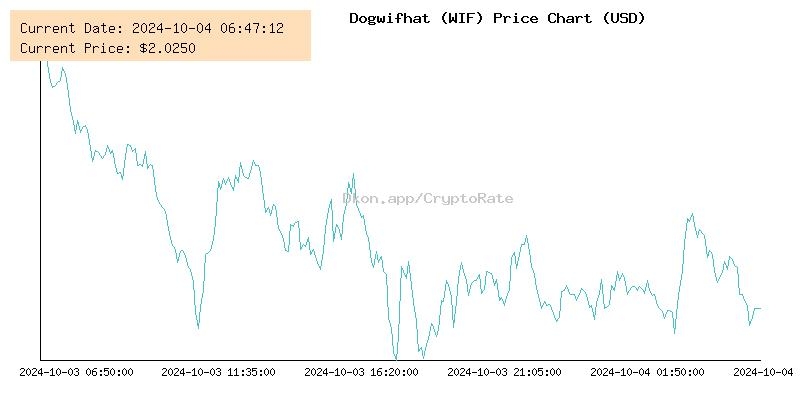 Dogwifhat (WIF) Price Chart (USD)
Current Date: 2024-10-04 06:47:12
Current Price: $2.0250
Dkon.app/CryptoRate
2024-10-03 06:50:00 2024-10-03 11:35:00 2024-10-03 16:20:00 2024-10-03 21:05:00 2024-10-04 01:50:00 2024-10-04